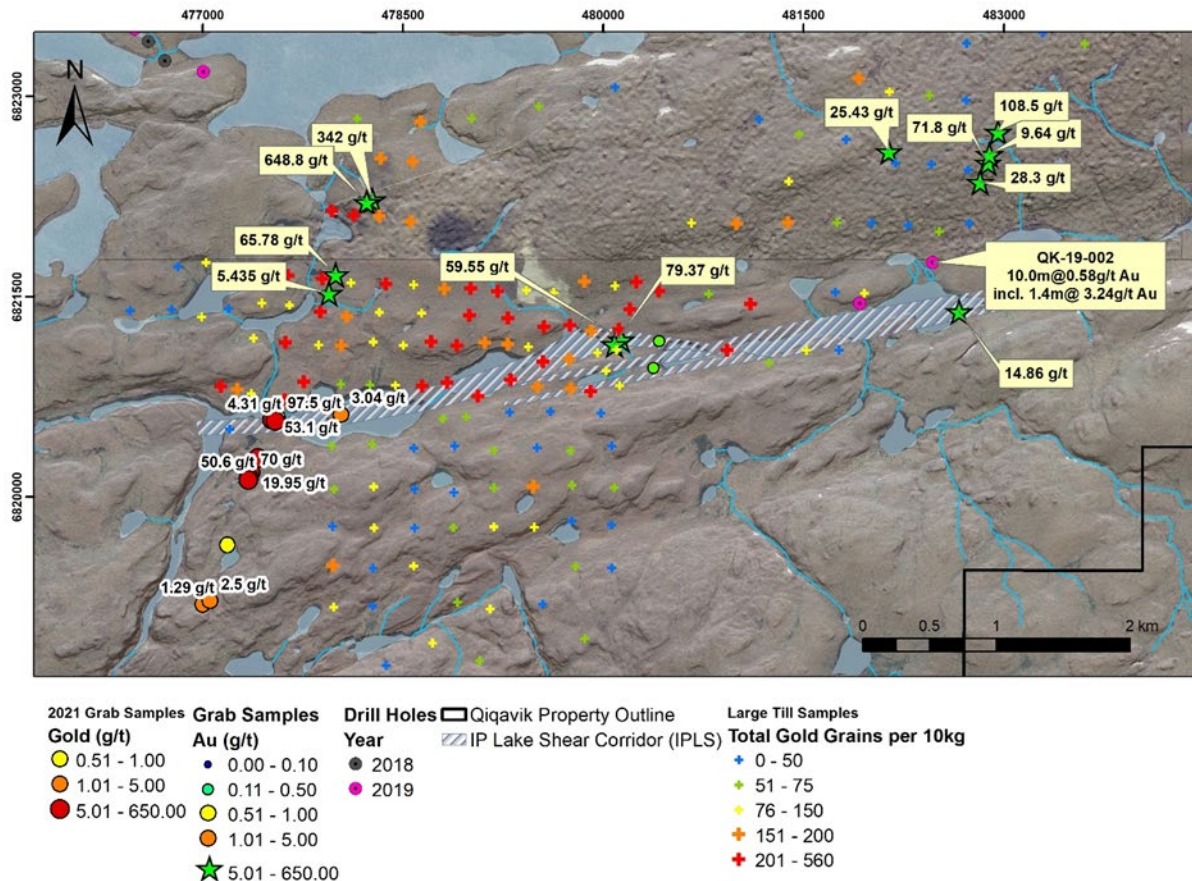 477000
478500
480000
481500
483000
6823000
6821500
6820000
N
342 g/t
648.8 g/t
25.43 g/t
108.5 g/t
71.8 g/t
9.64 g/t
28.3 g/t
65.78 g/t
5.435 g/t
59.55 g/t
79.37 g/t
QK-19-002
10.0m@0.58g/t Au
incl. 1.4m@ 3.24g/t Au
14.86 g/t
4.31 g/t
97.5 g/t
3.04 g/t
53.1 g/t
50.6 g/t
70 g/t
19.95 g/t
1.29 g/t
2.5 g/t
0 0.5 1 2 km
2021 Grab Samples
Gold (g/t)
0.51 - 1.00
1.01 - 5.00
5.01 - 650.00
Grab Samples
Au (g/t)
0.00 - 0.10
0.11 - 0.50
0.51 - 1.00
1.01 - 5.00
5.01 - 650.00
Drill Holes
Year
2018
2019
Qiqavik Property Outline
IP Lake Shear Corridor (IPLS)
Large Till Samples
Total Gold Grains per 10kg
0 - 50
51 - 75
76 - 150
151 - 200
201 - 560